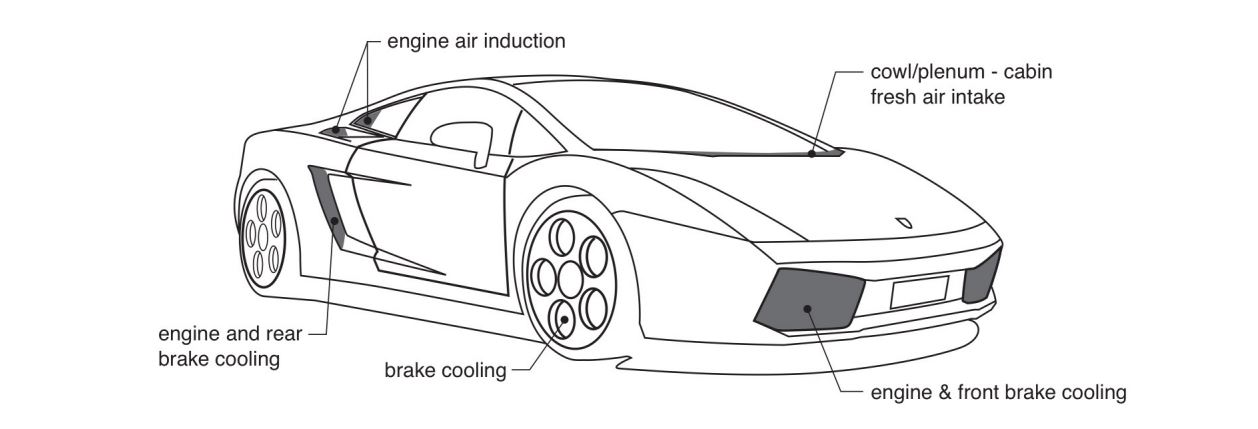 engine air induction
cowl/plenum - cabin
fresh air intake
engine and rear
brake cooling
brake cooling
engine & front brake cooling